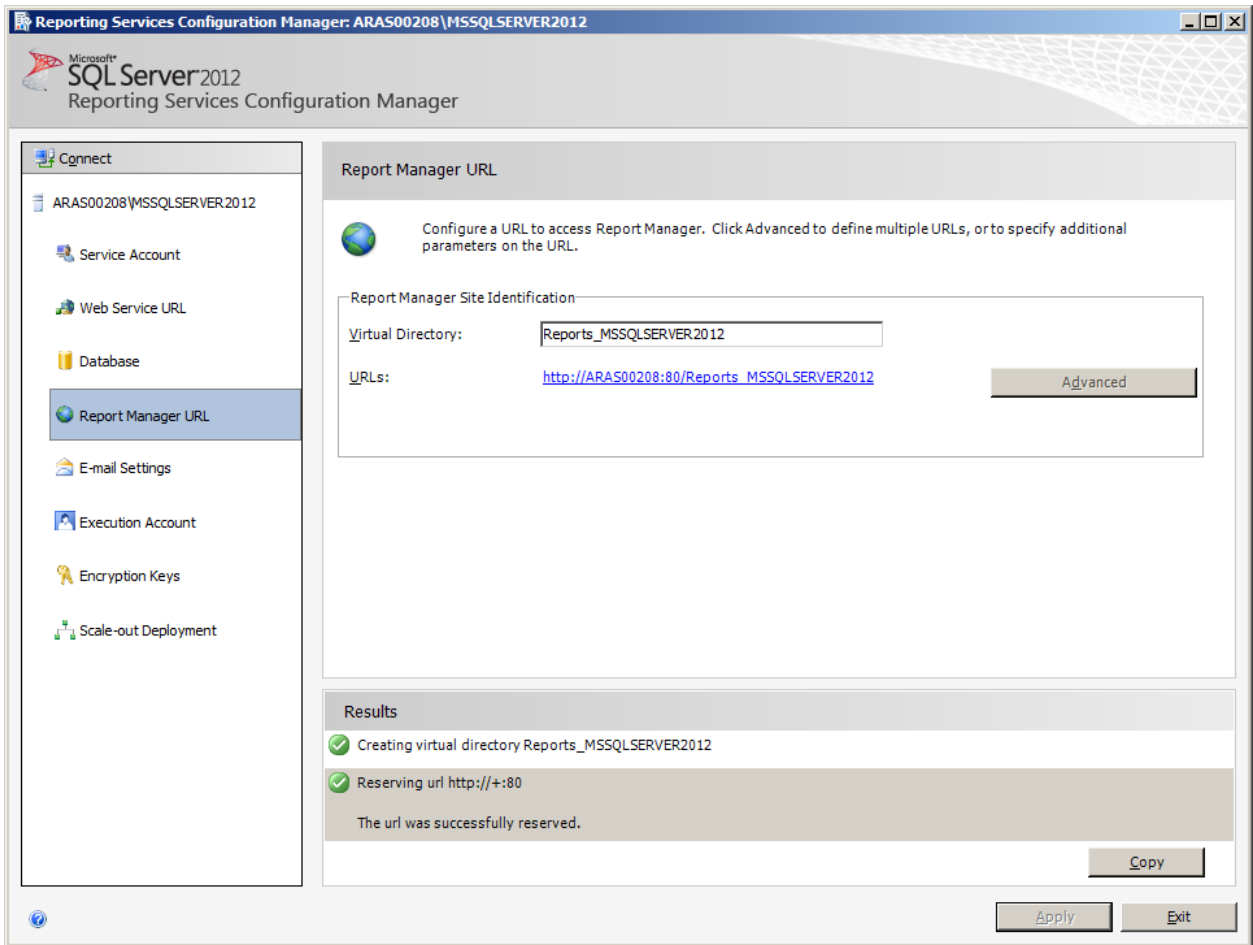 Reporting Services Configuration Manager: ARAS00208\MSSQLSERVER2012
Microsoft®
SQL Server 2012
Reporting Services Configuration Manager
Connect
ARAS00208\MSSQLSERVER2012
Service Account
Web Service URL
Database
Report Manager URL
E-mail Settings
Execution Account
Encryption Keys
Scale-out Deployment
Report Manager URL
Configure a URL to access Report Manager. Click Advanced to define multiple URLs, or to specify additional
parameters on the URL.
Report Manager Site Identification
Virtual Directory: Reports_MSSQLSERVER2012
URLs: http://ARAS00208:80/Reports_MSSQLSERVER2012 Advanced
Results
Creating virtual directory Reports_MSSQLSERVER2012
Reserving url http://+:80
The url was successfully reserved.
Copy
Apply Exit